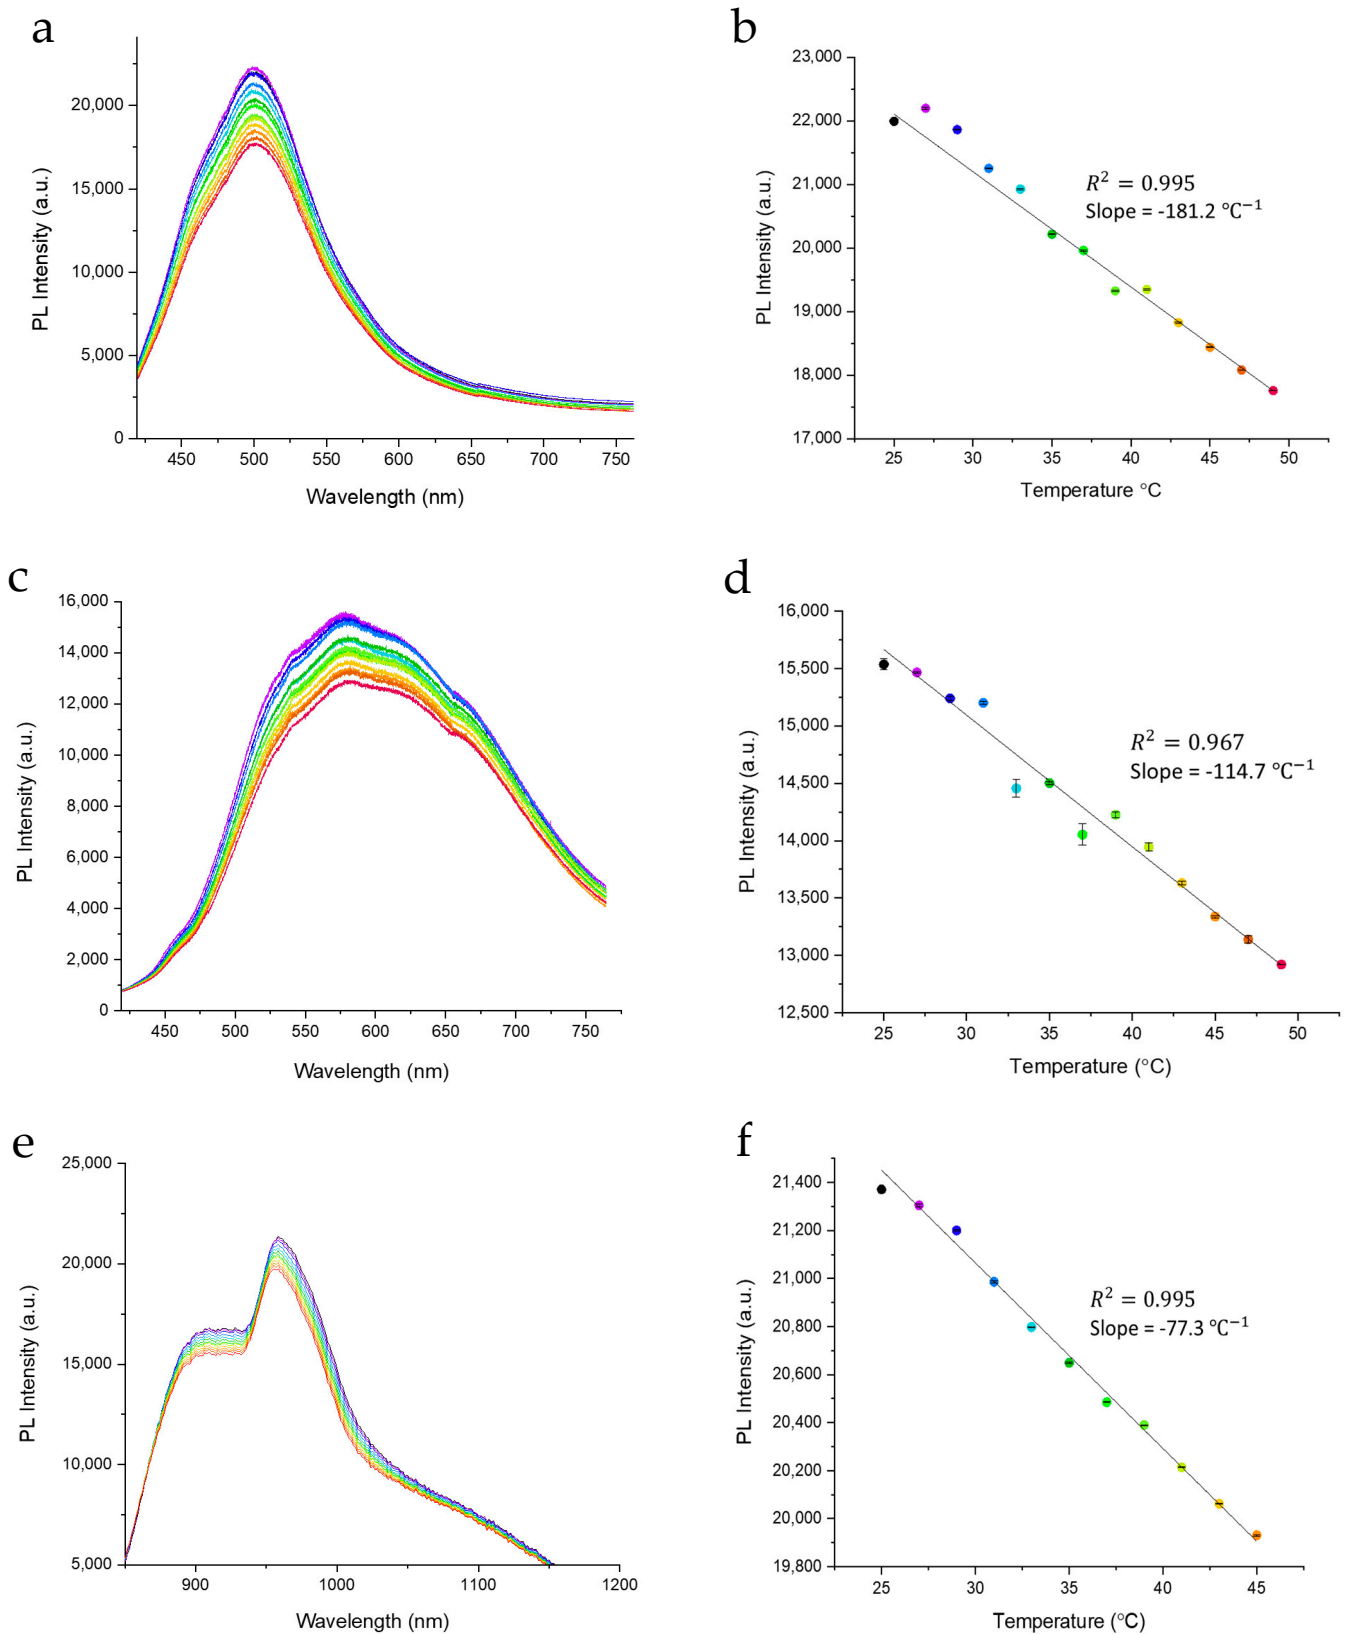 a
PL Intensity (a.u.)
20,000
15,000
10,000
5,000
0
450 500 550 600 650 700 750
Wavelength (nm)
b
PL Intensity (a.u.)
23,000
22,000
21,000
20,000
19,000
18,000
17,000
R² = 0.995
Slope = -181.2 °C⁻¹
25 30 35 40 45 50
Temperature °C
c
PL Intensity (a.u.)
16,000
14,000
12,000
10,000
8,000
6,000
4,000
2,000
0
450 500 550 600 650 700 750
Wavelength (nm)
d
PL Intensity (a.u.)
16,000
15,500
15,000
14,500
14,000
13,500
13,000
12,500
R² = 0.967
Slope = -114.7 °C⁻¹
25 30 35 40 45 50
Temperature (°C)
e
PL Intensity (a.u.)
25,000
20,000
15,000
10,000
5,000
900 1000 1100 1200
Wavelength (nm)
f
PL Intensity (a.u.)
21,400
21,200
21,000
20,800
20,600
20,400
20,200
20,000
19,800
R² = 0.995
Slope = -77.3 °C⁻¹
25 30 35 40 45
Temperature (°C)